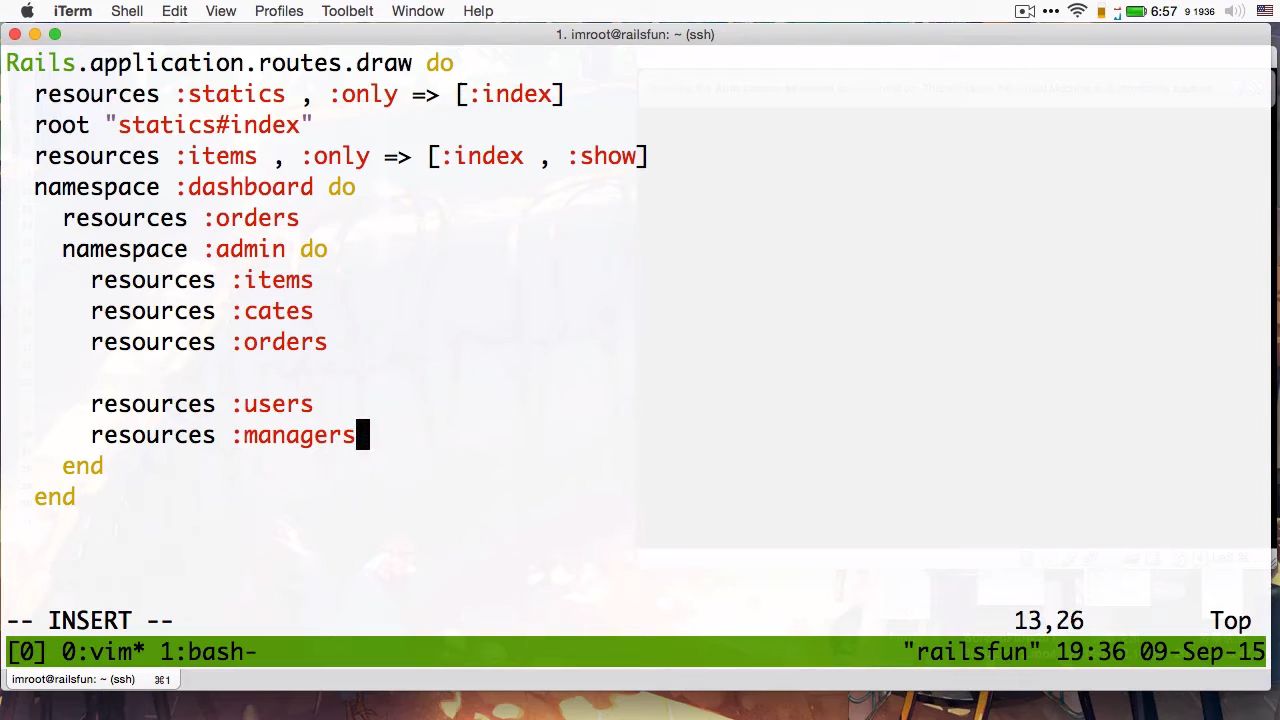 iTerm Shell Edit View Profiles Toolbelt Window Help 6:57 9 1936
1. imroot@railsfun: ~ (ssh)
Rails.application.routes.draw do
  resources :statics , :only => [:index]
  root "statics#index"
  resources :items , :only => [:index , :show]
  namespace :dashboard do
    resources :orders
    namespace :admin do
      resources :items
      resources :cates
      resources :orders
      resources :users
      resources :managers
    end
  end
-- INSERT -- 13,26 Top
[0] 0:vim* 1:bash- "railsfun" 19:36 09-Sep-15
imroot@railsfun: ~ (ssh) ⌘1